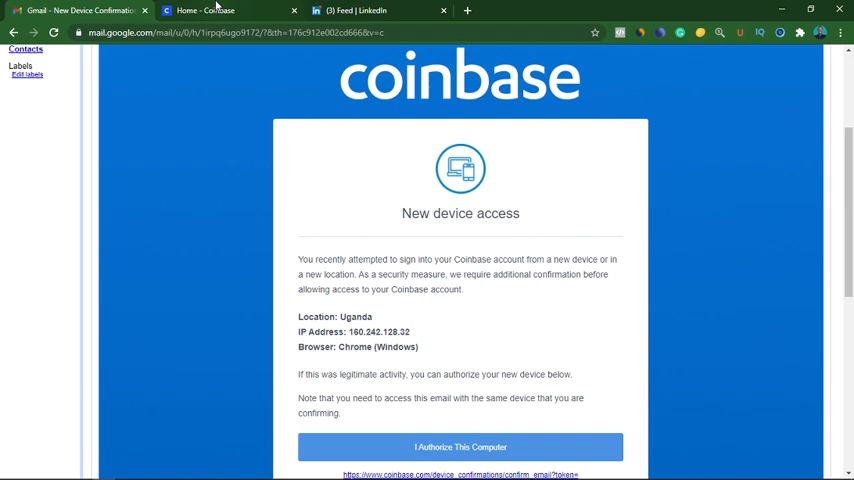 Gmail - New Device Confirmation
Home - Coinbase
(3) Feed | LinkedIn
mail.google.com/mail/u/0/h/1irpq6ugo9172/?&th=176c912e002cd666&v=c
Contacts
Labels
Edit labels
coinbase
New device access
You recently attempted to sign into your Coinbase account from a new device or in
a new location. As a security measure, we require additional confirmation before
allowing access to your Coinbase account.
Location: Uganda
IP Address: 160.242.128.32
Browser: Chrome (Windows)
If this was legitimate activity, you can authorize your new device below.
Note that you need to access this email with the same device that you are
confirming.
I Authorize This Computer
https://www.coinbase.com/device_confirmations/confirm_email?token=